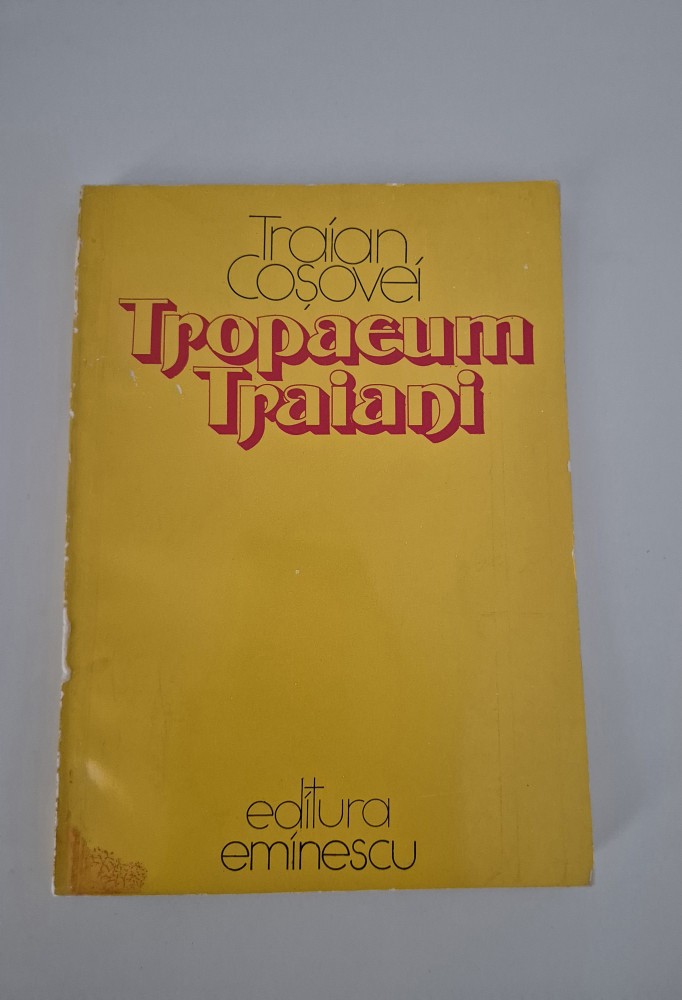 Traian
Coșovei
Tropaeum
Traiani
editura
eminescu